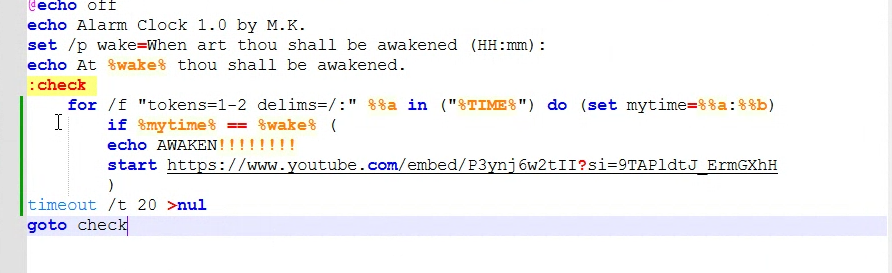 @echo off
echo Alarm Clock 1.0 by M.K.
set /p wake=When art thou shall be awakened (HH:mm):
echo At %wake% thou shall be awakened.
:check
for /f "tokens=1-2 delims=/:" %%a in ("%TIME%") do (set mytime=%%a:%%b)
if %mytime% == %wake% (
echo AWAKEN!!!!!!!!
start https://www.youtube.com/embed/P3ynj6w2tII?si=9TAPldtJ_ErmGXhH
)
timeout /t 20 >nul
goto check